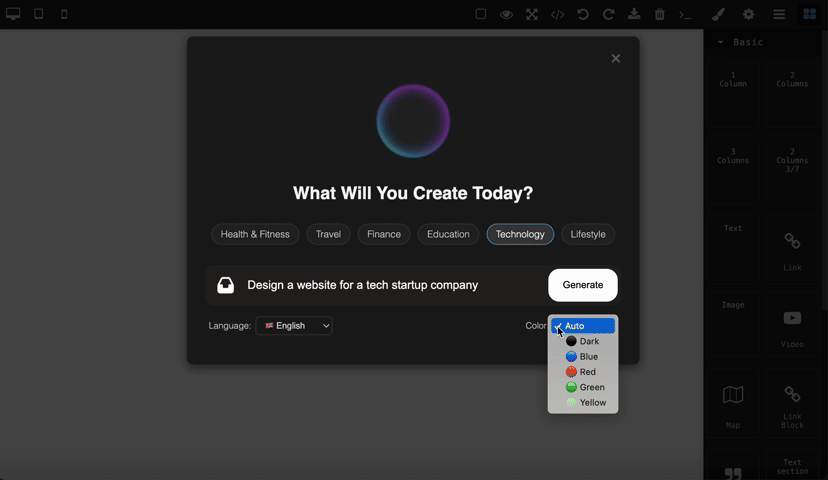 Basic
1
Column
2
Columns
3
Columns
2
Columns
3/7
Text
Link
Image
Video
Map
Link
Block
Text
section
What Will You Create Today?
Health & Fitness
Travel
Finance
Education
Technology
Lifestyle
Design a website for a tech startup company
Generate
Language:
English
Color
Auto
Dark
Blue
Red
Green
Yellow